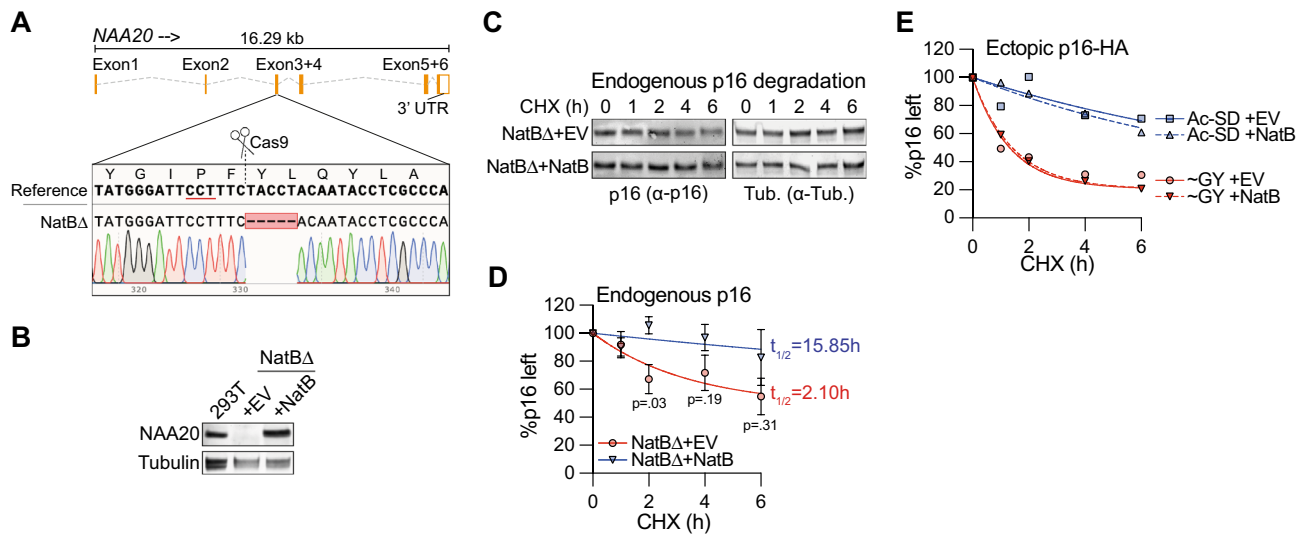 A
NAA20 --> 16.29 kb
Exon1 Exon2 Exon3+4 Exon5+6
3' UTR
Cas9
Y G I P F Y L Q Y L A
Reference TATGGGATTCCTTTCTACCTACAATACCTCGCCCA
NatBΔ TATGGGATTCCTTTC-----ACAATACCTCGCCCA
320 330 340
B
NatBΔ
293T +EV +NatB
NAA20
Tubulin
C
Endogenous p16 degradation
CHX (h) 0 1 2 4 6 0 1 2 4 6
NatBΔ+EV
NatBΔ+NatB
p16 (α-p16) Tub. (α-Tub.)
D
Endogenous p16
%p16 left
120
100
80
60
40
20
0
t1/2=15.85h
t1/2=2.10h
p=.03 p=.19 p=.31
NatBΔ+EV
NatBΔ+NatB
0 2 4 6
CHX (h)
E
Ectopic p16-HA
%p16 left
120
100
80
60
40
20
0
Ac-SD +EV
Ac-SD +NatB
~GY +EV
~GY +NatB
0 2 4 6
CHX (h)